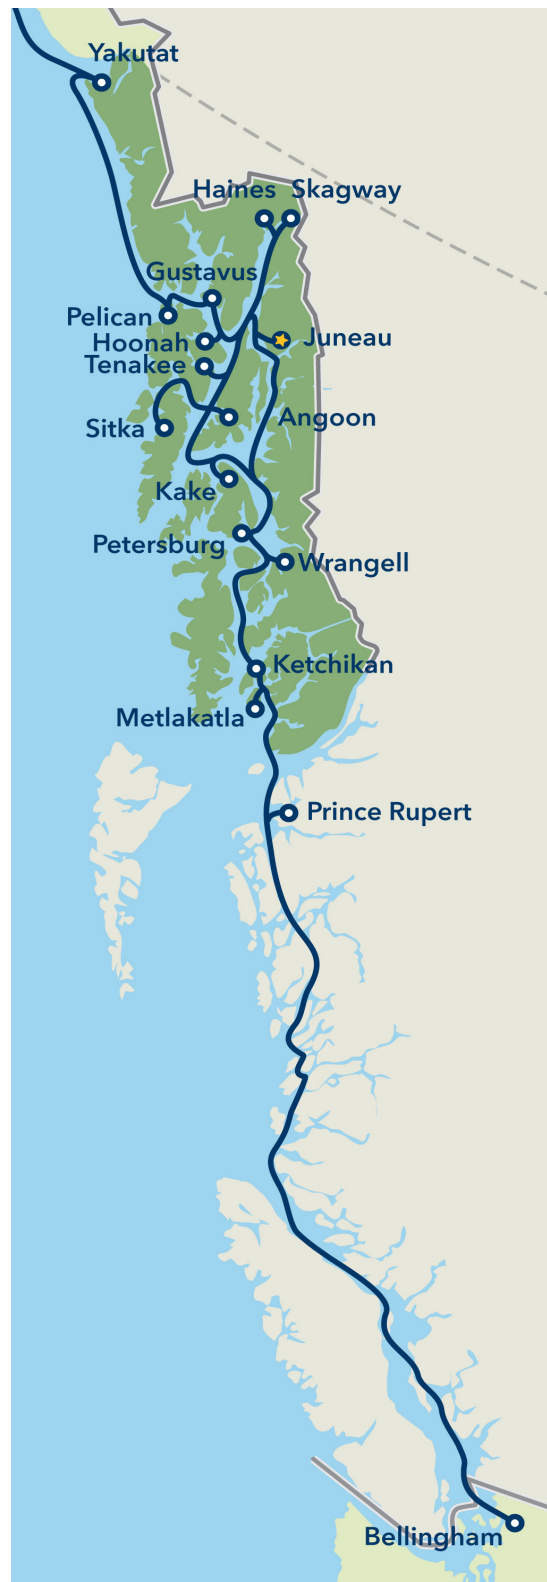 Yakutat
Haines
Skagway
Gustavus
Pelican
Hoonah
Juneau
Tenakee
Angoon
Sitka
Kake
Petersburg
Wrangell
Ketchikan
Metlakatla
Prince Rupert
Bellingham